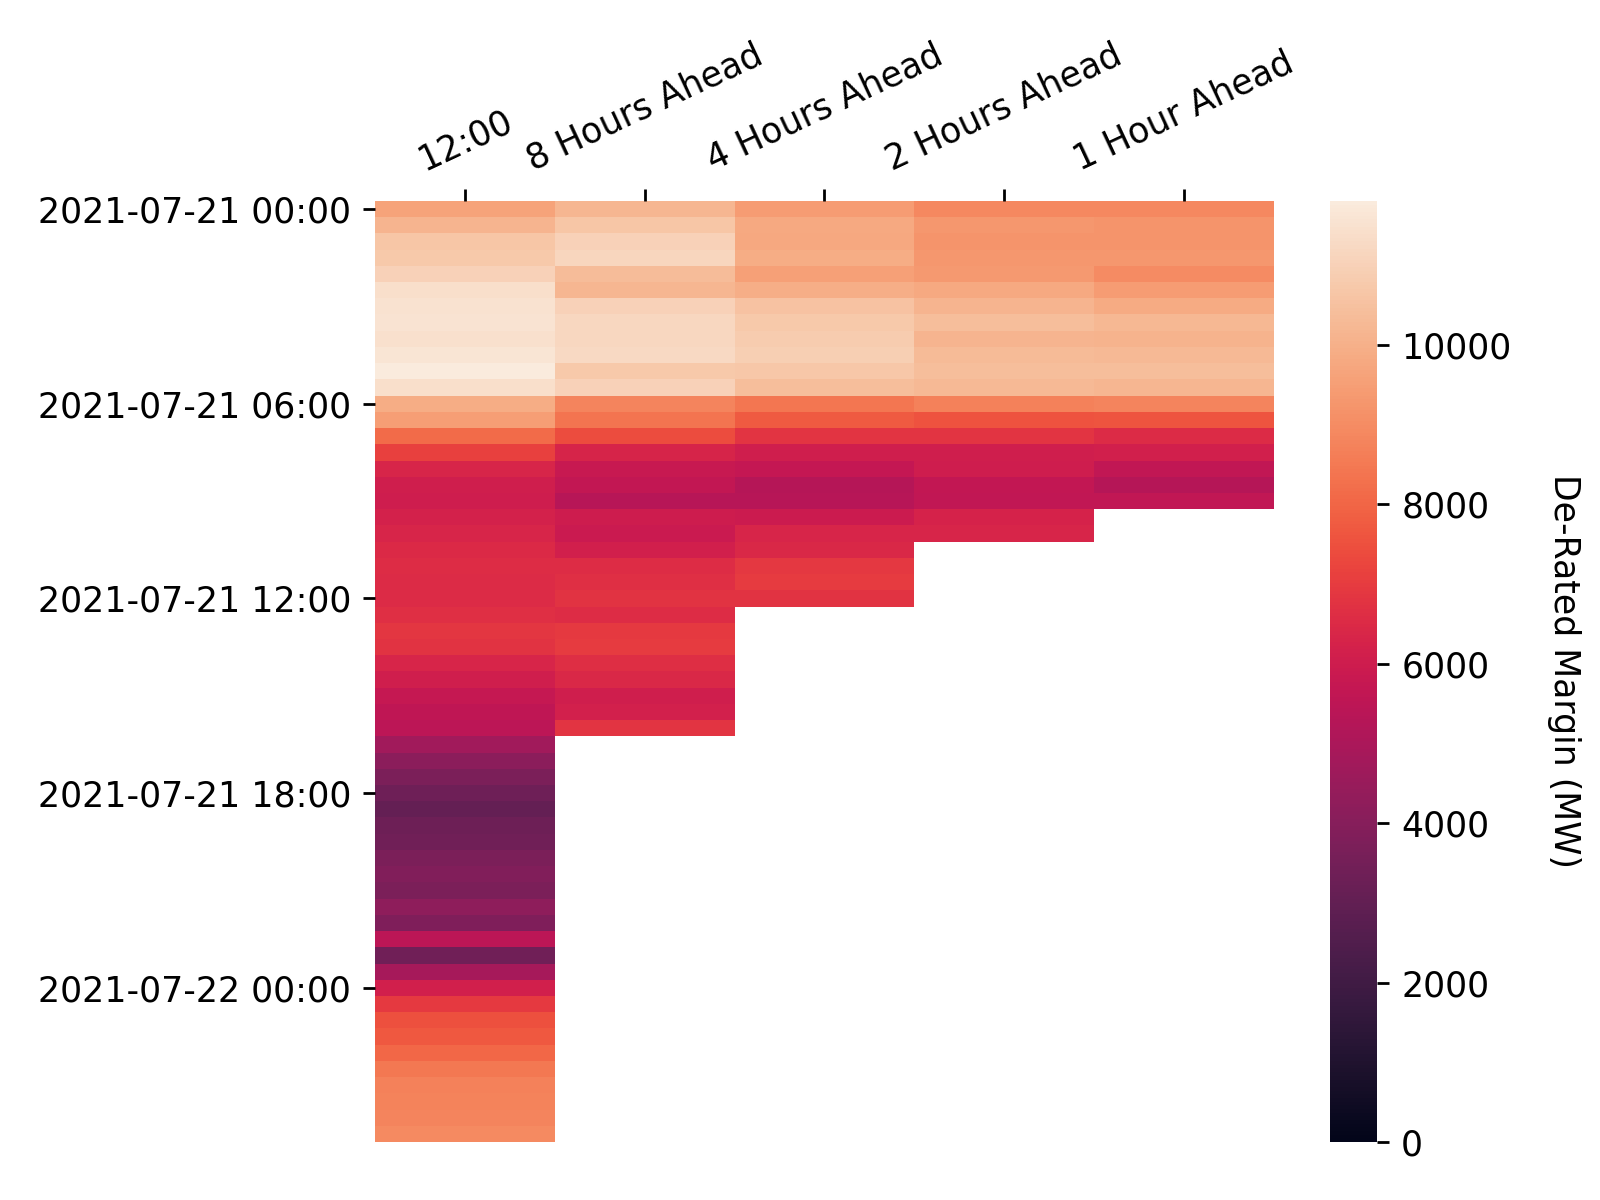 12:00
8 Hours Ahead
4 Hours Ahead
2 Hours Ahead
1 Hour Ahead
2021-07-21 00:00
2021-07-21 06:00
2021-07-21 12:00
2021-07-21 18:00
2021-07-22 00:00
10000
8000
6000
4000
2000
0
De-Rated Margin (MW)